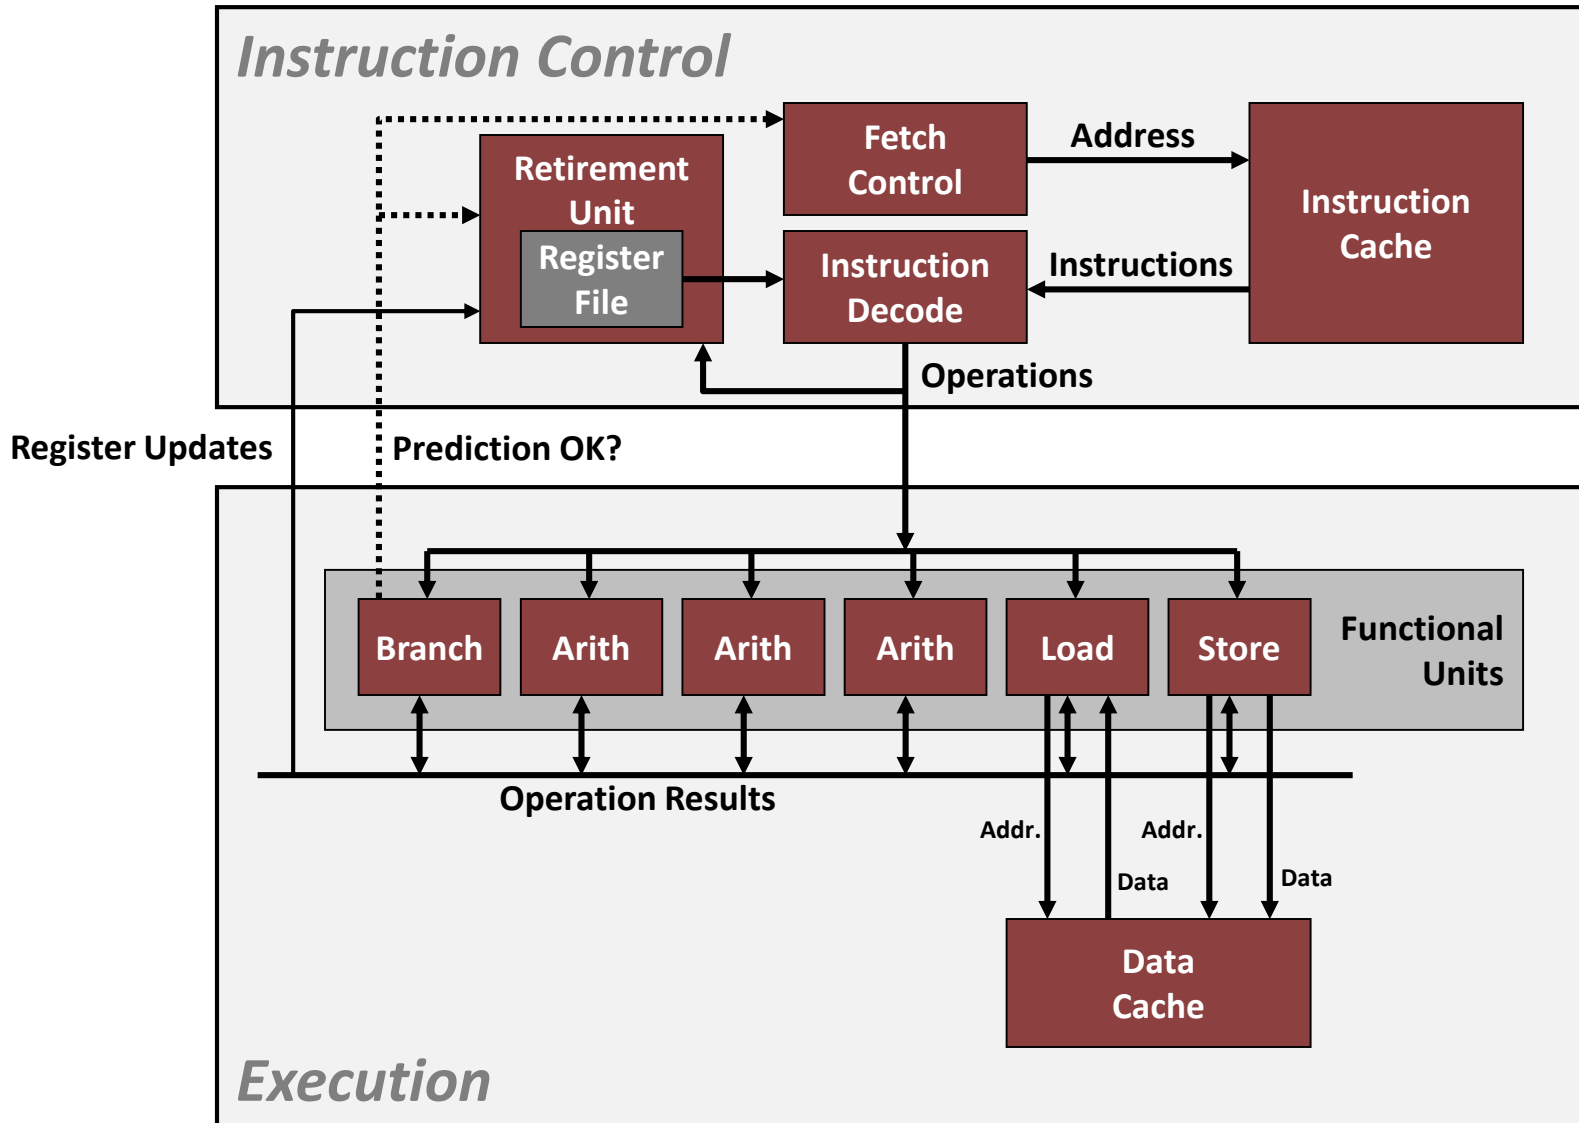 Instruction Control
Fetch
Control
Address
Instruction
Cache
Retirement
Unit
Register
File
Instruction
Decode
Instructions
Operations
Register Updates
Prediction OK?
Branch
Arith
Arith
Arith
Load
Store
Functional
Units
Operation Results
Addr.
Addr.
Data
Data
Data
Cache
Execution